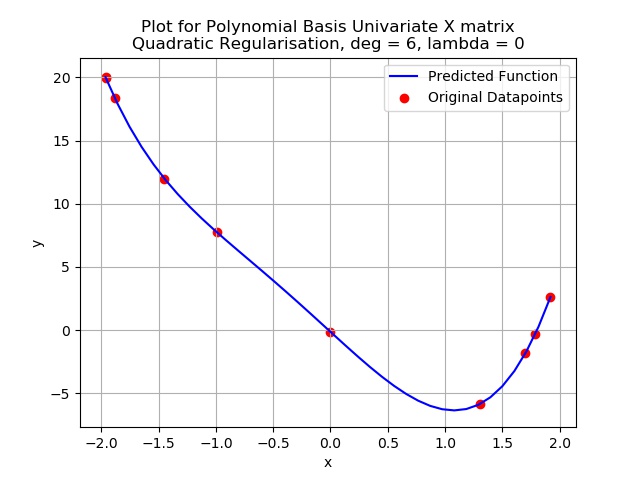 Plot for Polynomial Basis Univariate X matrix
Quadratic Regularisation, deg = 6, lambda = 0
Predicted Function
Original Datapoints
20
15
10
5
0
−5
y
−2.0 −1.5 −1.0 −0.5 0.0 0.5 1.0 1.5 2.0
x